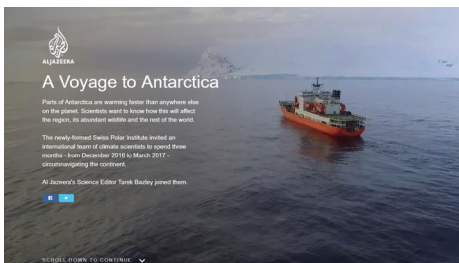 ALJAZEERA
A Voyage to Antarctica
Parts of Antarctica are warming faster than anywhere else
on the planet. Scientists want to know how this will affect
the region, its abundant wildlife and the rest of the world.
The newly-formed Swiss Polar Institute invited an
international team of climate scientists to spend three
months - from December 2016 to March 2017 -
circumnavigating the continent.
Al Jazeera's Science Editor Tarek Bazley joined them.
SCROLL DOWN TO CONTINUE